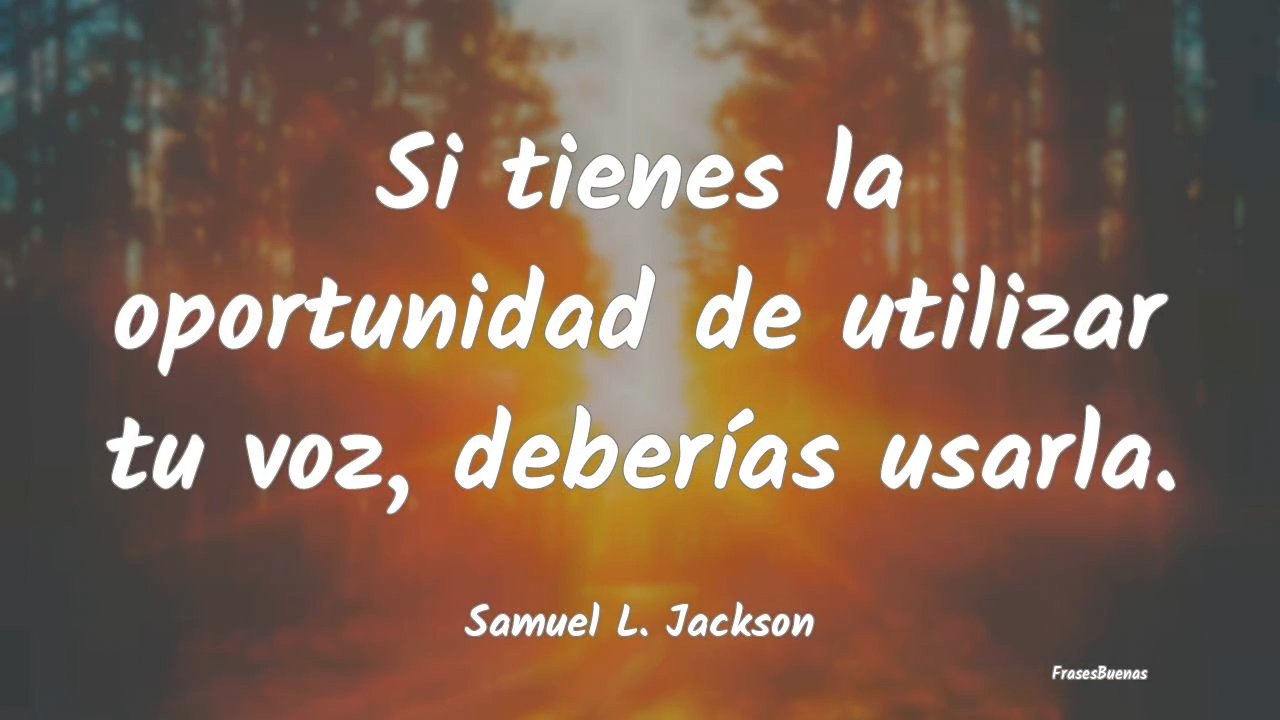 Si tienes la
oportunidad de utilizar
tu voz, deberías usarla.
Samuel L. Jackson
FrasesBuenas